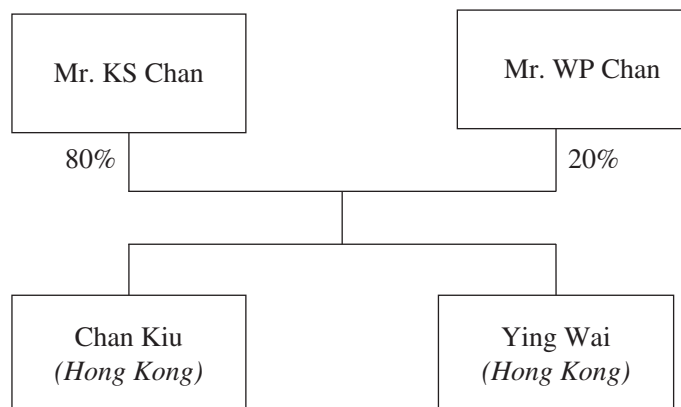 Mr. KS Chan
Mr. WP Chan
80%
20%
Chan Kiu
(Hong Kong)
Ying Wai
(Hong Kong)